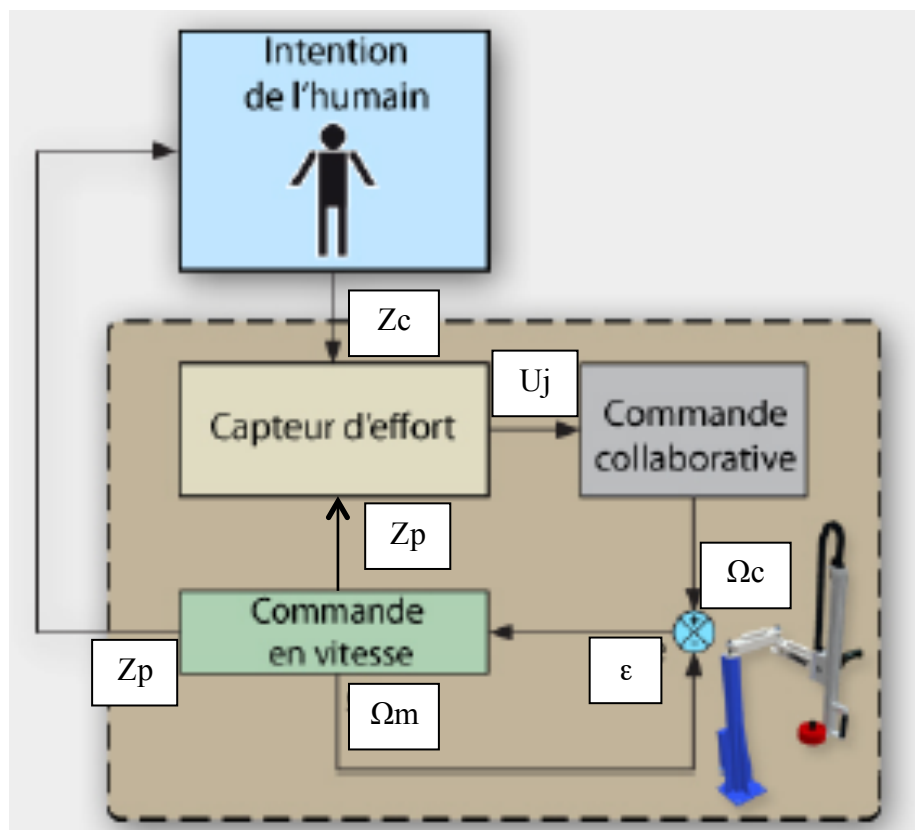 Intention
de l'humain
Zc
Uj
Capteur d'effort
Commande
collaborative
Zp
Ωc
Commande
en vitesse
ε
Zp
Ωm